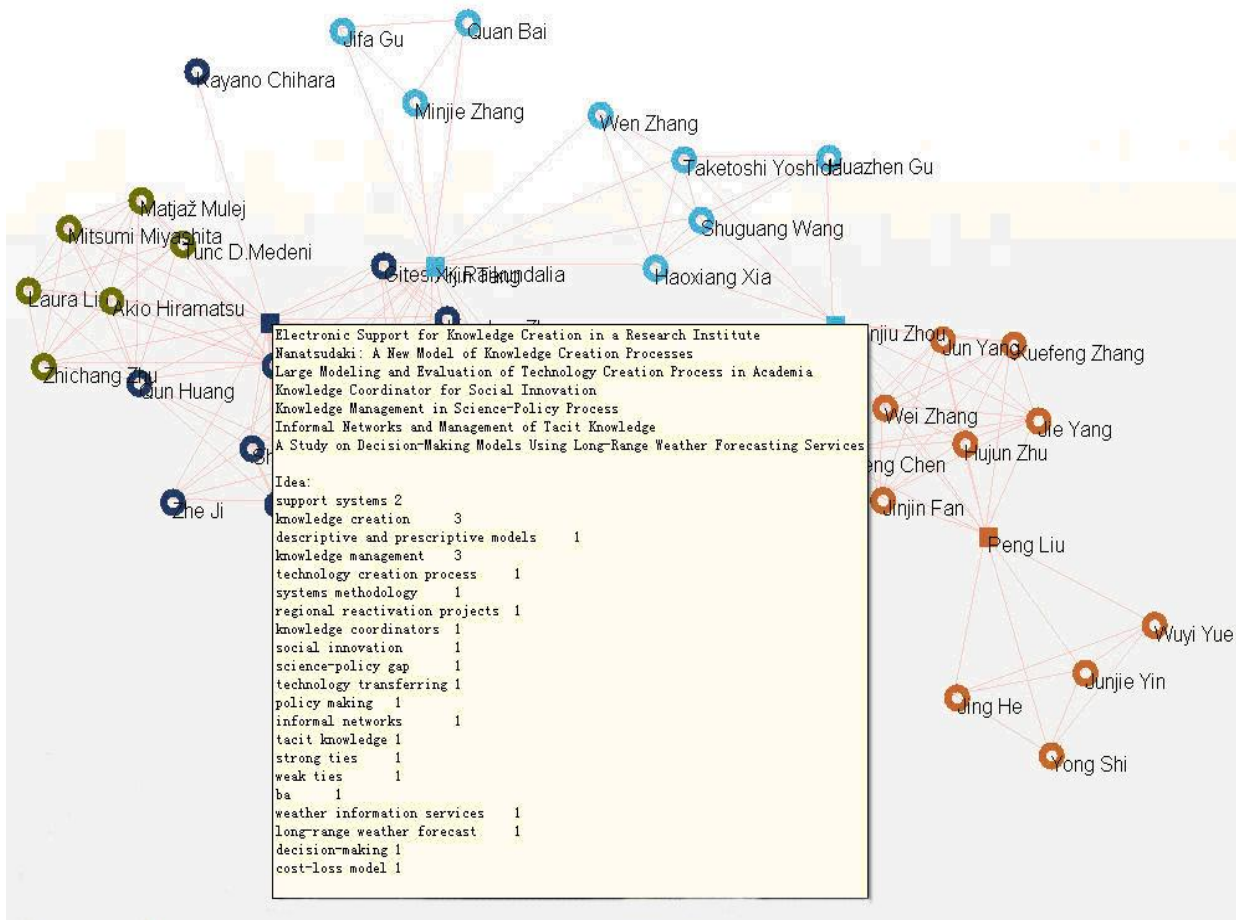 Jifa Gu
Quan Bai
Kayano Chihara
Minjie Zhang
Wen Zhang
Taketoshi Yoshida
Huazhen Gu
Matjaž Mulej
Mitsumi Miyashita
Tunc D.Medeni
Shuguang Wang
Haoxiang Xia
Raikundalia
Laura Li
Akio Hiramatsu
Zhichang Zhu
Qun Huang
njiu Zhou
Jun Yang
Xuefeng Zhang
Wei Zhang
Jie Yang
Hujun Zhu
eng Chen
Jinjin Fan
Zhe Ji
Peng Liu
Wuyi Yue
Junjie Yin
Jing He
Yong Shi
Electronic Support for Knowledge Creation in a Research Institute
Nanatsudaki: A New Model of Knowledge Creation Processes
Large Modeling and Evaluation of Technology Creation Process in Academia
Knowledge Coordinator for Social Innovation
Knowledge Management in Science-Policy Process
Informal Networks and Management of Tacit Knowledge
A Study on Decision-Making Models Using Long-Range Weather Forecasting Services
Idea:
support systems 2
knowledge creation 3
descriptive and prescriptive models 1
knowledge management 3
technology creation process 1
systems methodology 1
regional reactivation projects 1
knowledge coordinators 1
social innovation 1
science-policy gap 1
technology transferring 1
policy making 1
informal networks 1
tacit knowledge 1
strong ties 1
weak ties 1
ba 1
weather information services 1
long-range weather forecast 1
decision-making 1
cost-loss model 1